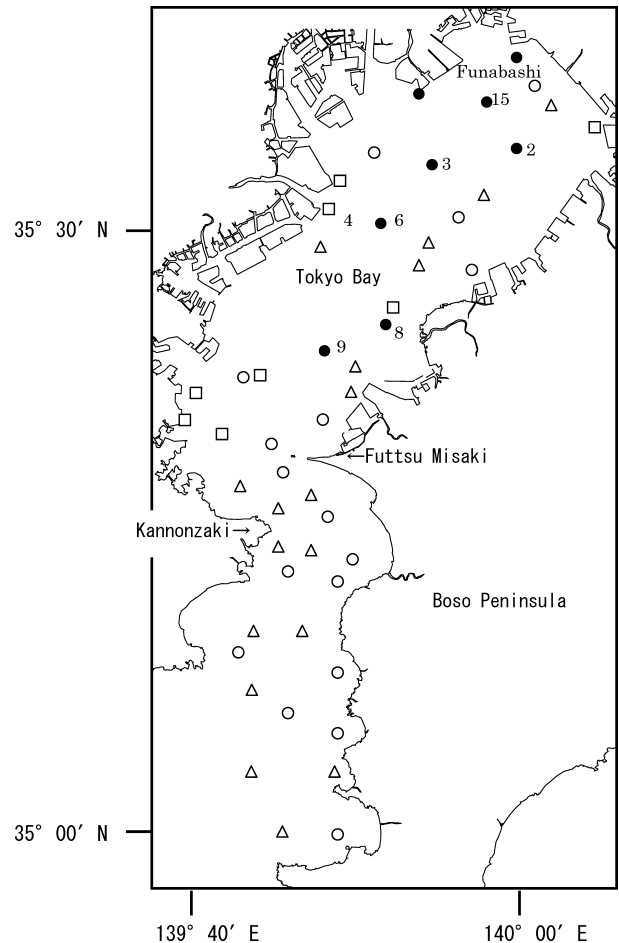 Funabashi
15
2
3
4
6
35° 30′ N
Tokyo Bay
8
9
←Futtsu Misaki
Kannonzaki→
Boso Peninsula
35° 00′ N
139° 40′ E
140° 00′ E